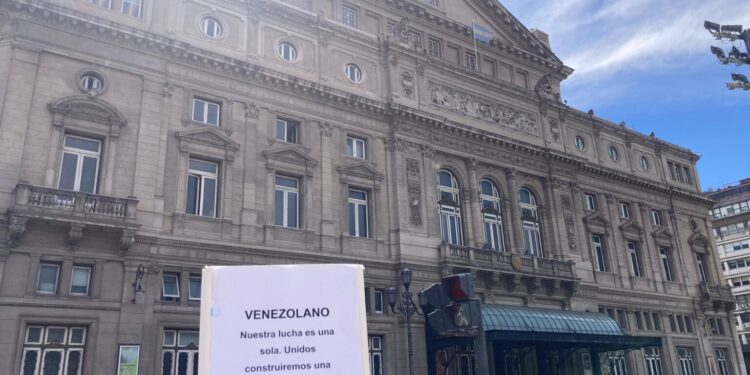 VENEZOLANO
Nuestra lucha es una
sola. Unidos
construiremos una